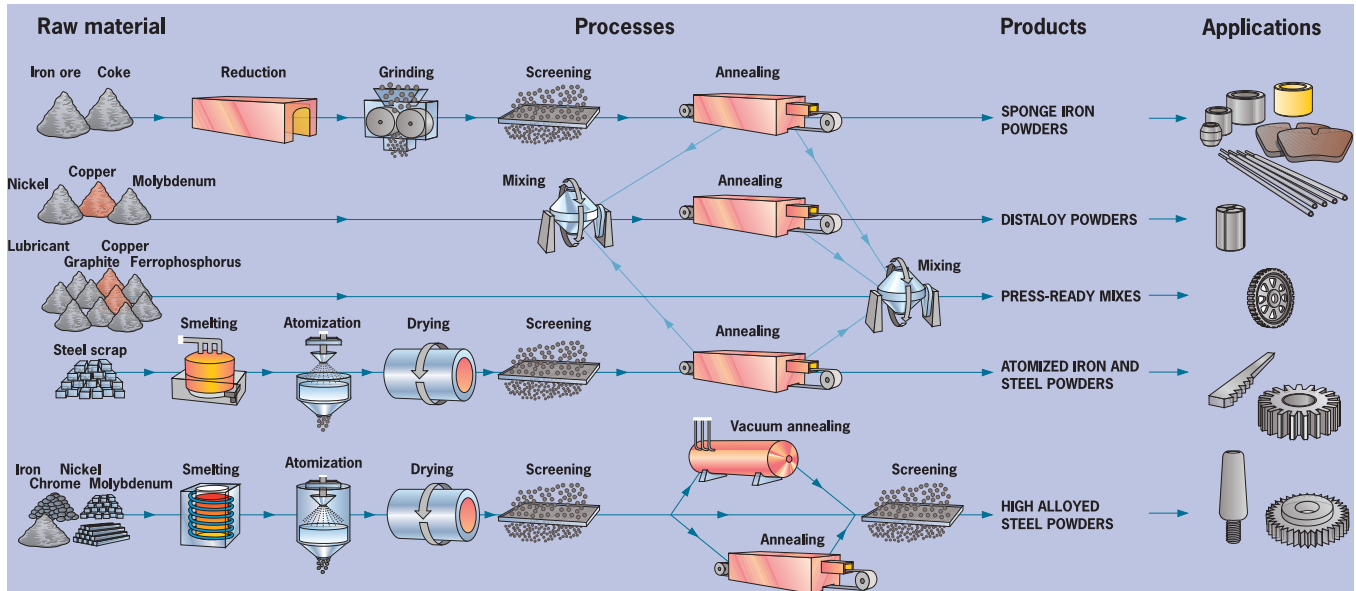 Raw material
Processes
Products
Applications
Iron ore
Coke
Reduction
Grinding
Screening
Annealing
SPONGE IRON
POWDERS
Nickel
Copper
Molybdenum
Mixing
Annealing
DISTALOY POWDERS
Lubricant
Copper
Graphite
Ferrophosphorus
Mixing
PRESS-READY MIXES
Steel scrap
Smelting
Atomization
Drying
Screening
Annealing
ATOMIZED IRON AND
STEEL POWDERS
Iron
Nickel
Chrome
Molybdenum
Smelting
Atomization
Drying
Screening
Vacuum annealing
Annealing
Screening
HIGH ALLOYED
STEEL POWDERS